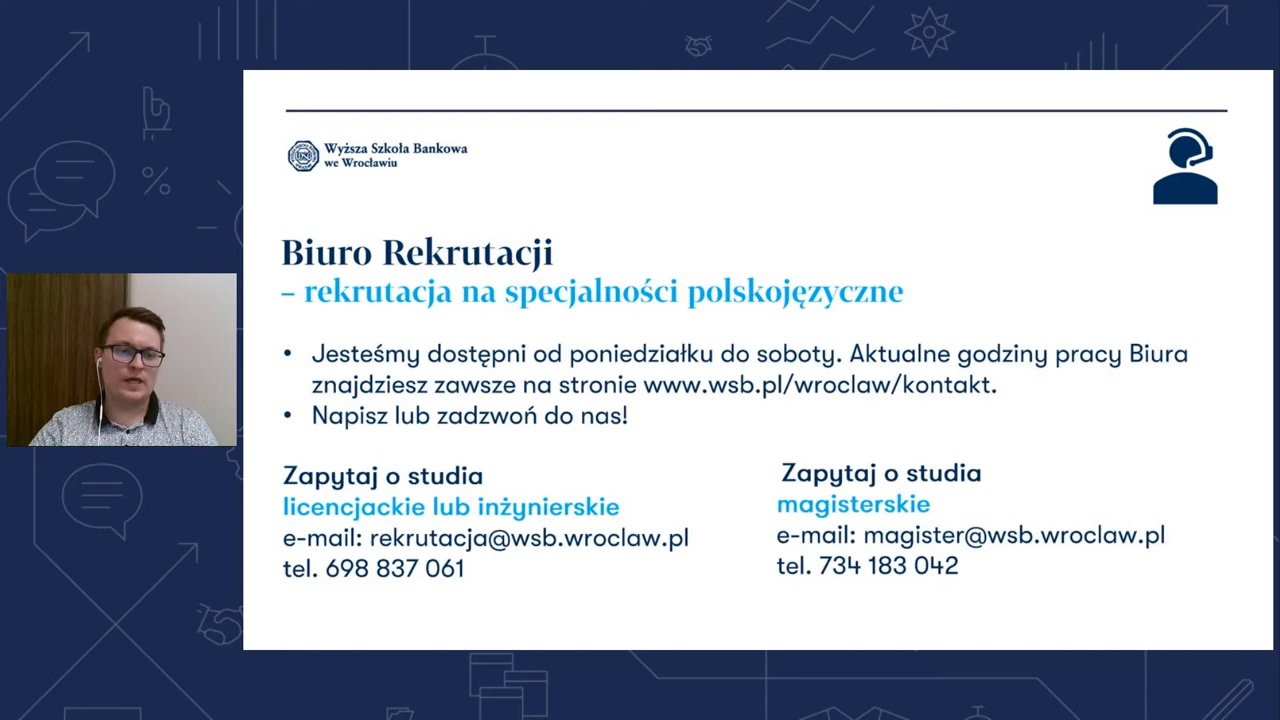 Wyższa Szkoła Bankowa
we Wrocławiu
Biuro Rekrutacji
– rekrutacja na specjalności polskojęzyczne
• Jesteśmy dostępni od poniedziałku do soboty. Aktualne godziny pracy Biura
znajdziesz zawsze na stronie www.wsb.pl/wroclaw/kontakt.
• Napisz lub zadzwoń do nas!
Zapytaj o studia
licencjackie lub inżynierskie
e-mail: rekrutacja@wsb.wroclaw.pl
tel. 698 837 061
Zapytaj o studia
magisterskie
e-mail: magister@wsb.wroclaw.pl
tel. 734 183 042